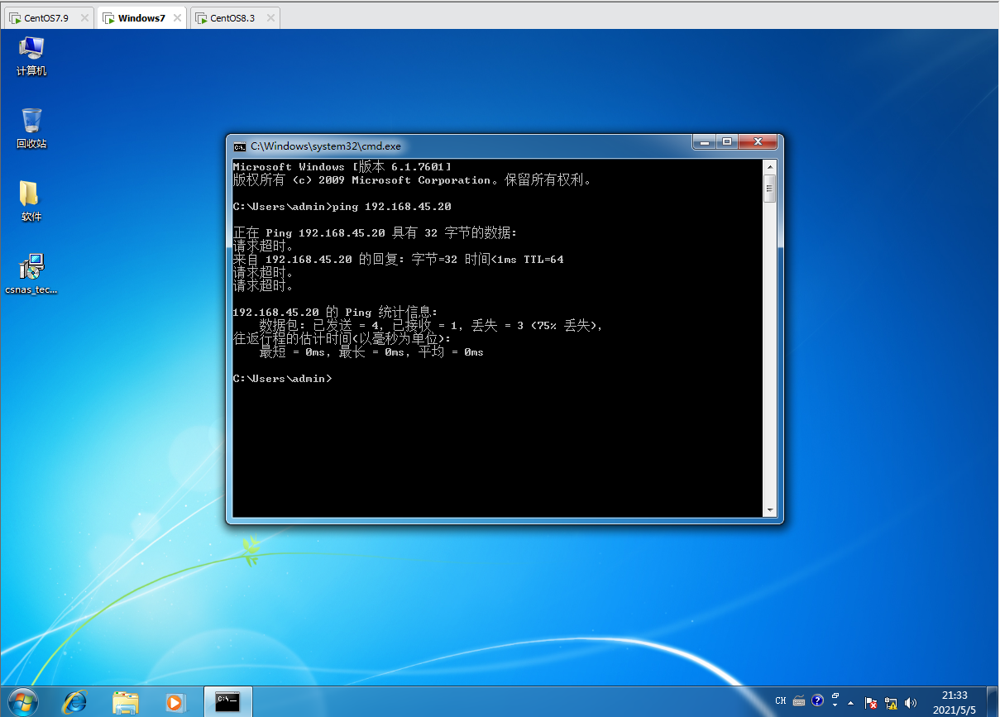 CentOS7.9
Windows7
CentOS8.3
计算机
回收站
软件
csnas_tec...
C:\Windows\system32\cmd.exe
Microsoft Windows [版本 6.1.7601]
版权所有 (c) 2009 Microsoft Corporation。保留所有权利。
C:\Users\admin>ping 192.168.45.20
正在 Ping 192.168.45.20 具有 32 字节的数据:
请求超时。
来自 192.168.45.20 的回复: 字节=32 时间<1ms TTL=64
请求超时。
请求超时。
192.168.45.20 的 Ping 统计信息:
数据包: 已发送 = 4, 已接收 = 1, 丢失 = 3 (75% 丢失),
往返行程的估计时间(以毫秒为单位):
最短 = 0ms, 最长 = 0ms, 平均 = 0ms
C:\Users\admin>
CH
21:33
2021/5/5